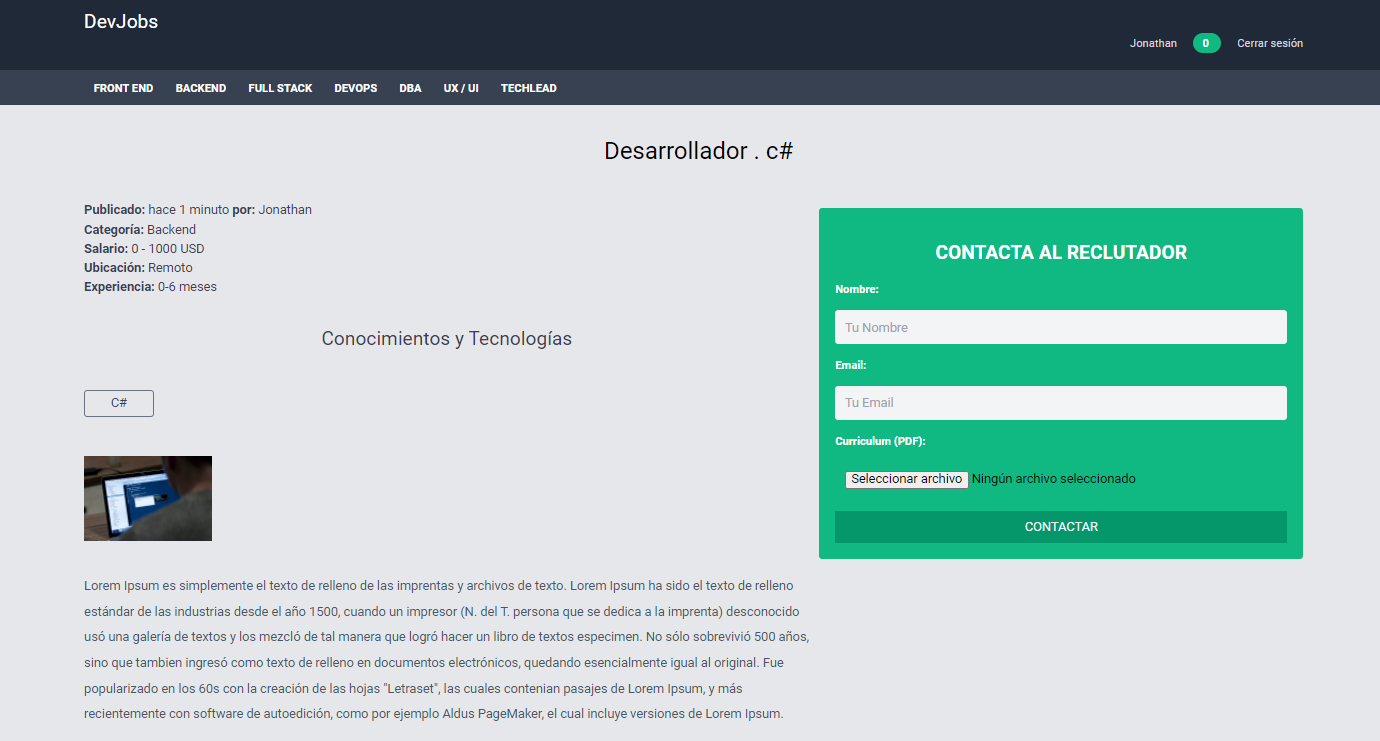 DevJobs
Jonathan 0 Cerrar sesión
FRONT END BACKEND FULL STACK DEVOPS DBA UX / UI TECHLEAD
Desarrollador . c#
Publicado: hace 1 minuto por: Jonathan
Categoría: Backend
Salario: 0 - 1000 USD
Ubicación: Remoto
Experiencia: 0-6 meses
Conocimientos y Tecnologías
C#
Lorem Ipsum es simplemente el texto de relleno de las imprentas y archivos de texto. Lorem Ipsum ha sido el texto de relleno
estándar de las industrias desde el año 1500, cuando un impresor (N. del T. persona que se dedica a la imprenta) desconocido
usó una galería de textos y los mezcló de tal manera que logró hacer un libro de textos especimen. No sólo sobrevivió 500 años,
sino que tambien ingresó como texto de relleno en documentos electrónicos, quedando esencialmente igual al original. Fue
popularizado en los 60s con la creación de las hojas "Letraset", las cuales contenian pasajes de Lorem Ipsum, y más
recientemente con software de autoedición, como por ejemplo Aldus PageMaker, el cual incluye versiones de Lorem Ipsum.
CONTACTA AL RECLUTADOR
Nombre:
Tu Nombre
Email:
Tu Email
Curriculum (PDF):
Seleccionar archivo Ningún archivo seleccionado
CONTACTAR